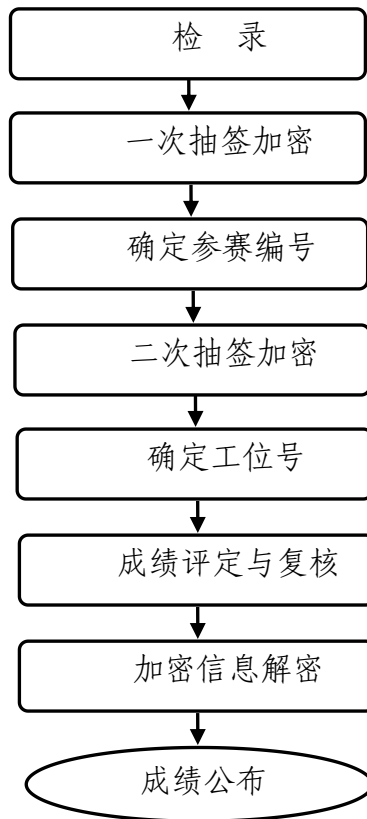 检 录
一次抽签加密
确定参赛编号
二次抽签加密
确定工位号
成绩评定与复核
加密信息解密
成绩公布